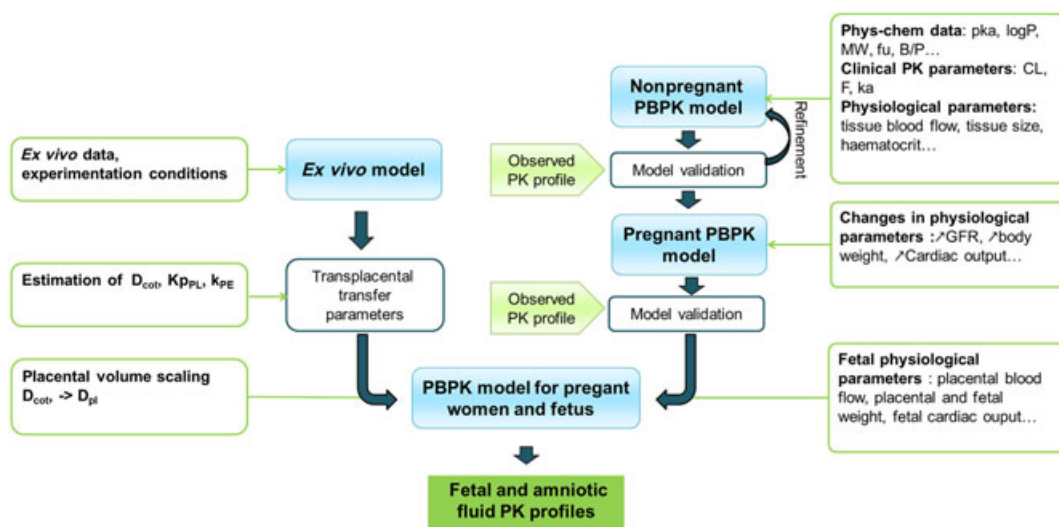 Phys-chem data: pka, logP,
MW, fu, B/P…
Clinical PK parameters: CL,
F, ka
Physiological parameters:
tissue blood flow, tissue size,
haematocrit…
Nonpregnant
PBPK model
Refinement
Ex vivo data,
experimentation conditions
Ex vivo model
Observed
PK profile
Model validation
Pregnant PBPK
model
Changes in physiological
parameters :↗GFR, ↗body
weight, ↗Cardiac output…
Estimation of Dcot, KpPL, kPE
Transplacental
transfer
parameters
Observed
PK profile
Model validation
Placental volume scaling
Dcot, -> Dpl
PBPK model for pregant
women and fetus
Fetal physiological
parameters : placental blood
flow, placental and fetal
weight, fetal cardiac ouput…
Fetal and amniotic
fluid PK profiles